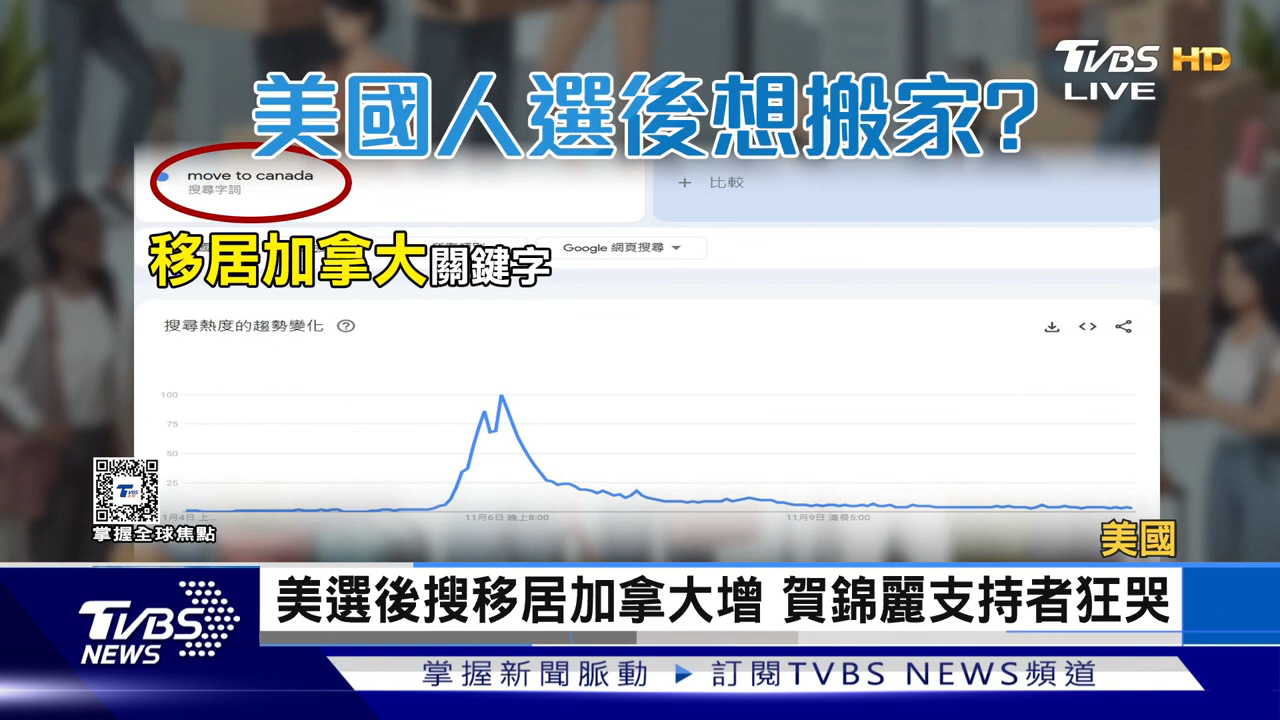 TVBS HD
LIVE
美國人選後想搬家?
move to canada
搜尋字詞
+ 比較
移居加拿大關鍵字
Google 網頁搜尋
搜尋熱度的趨勢變化
100
75
50
25
11月6日 晚上8:00
11月9日 清晨5:00
TVBS
掌握全球焦點
美國
美選後搜移居加拿大增 賀錦麗支持者狂哭
TVBS
NEWS
掌握新聞脈動 ▶ 訂閱TVBS NEWS頻道